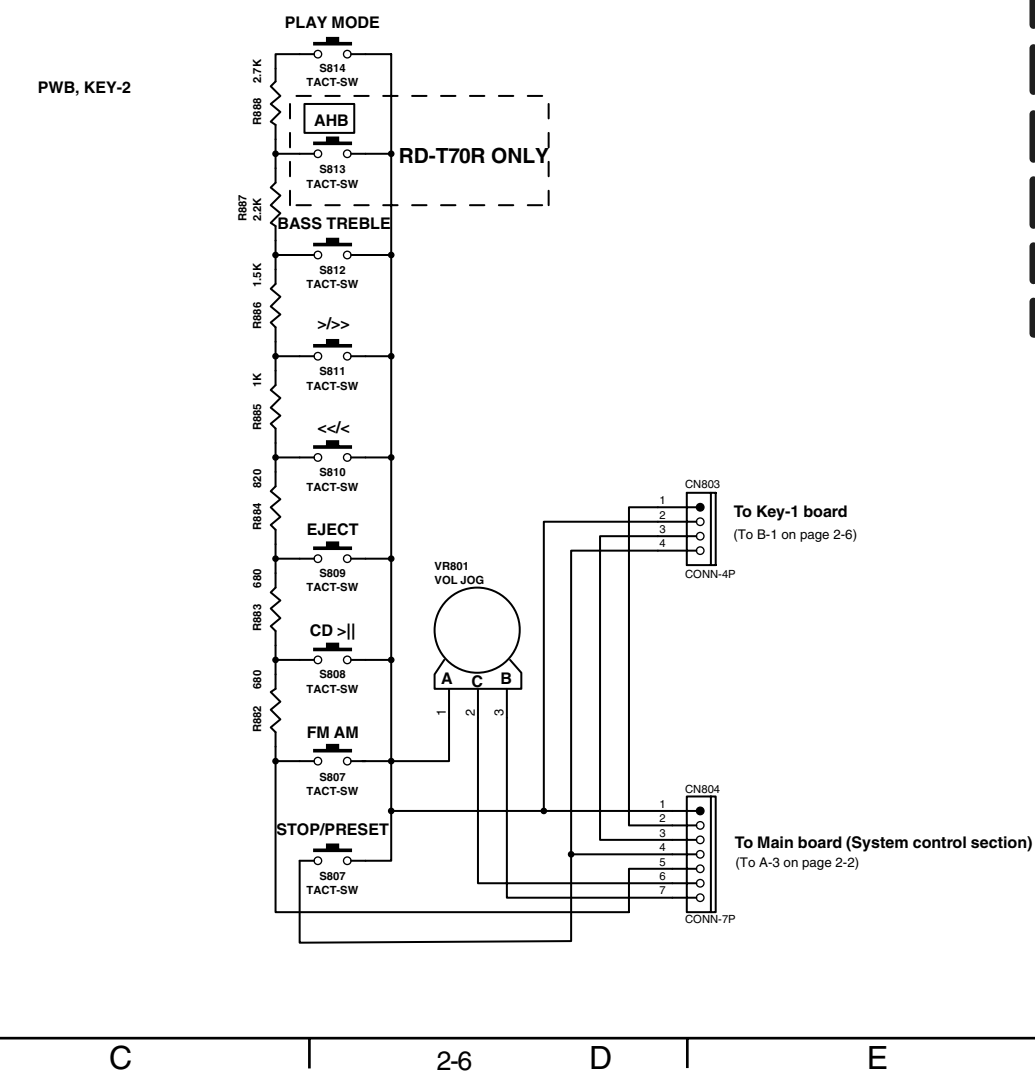 PWB, KEY-2
PLAY MODE
S814
TACT-SW
2.7K
R888
AHB
S813
TACT-SW
RD-T70R ONLY
R887
2.2K
BASS TREBLE
S812
TACT-SW
1.5K
R886
>/>>
S811
TACT-SW
1K
R885
<</<
S810
TACT-SW
820
R884
EJECT
S809
TACT-SW
680
R883
CD >||
S808
TACT-SW
680
R882
FM AM
S807
TACT-SW
STOP/PRESET
S807
TACT-SW
VR801
VOL JOG
A C B
1 2 3
CN803
1
2
3
4
CONN-4P
To Key-1 board
(To B-1 on page 2-6)
CN804
1
2
3
4
5
6
7
CONN-7P
To Main board (System control section)
(To A-3 on page 2-2)
C 2-6 D E